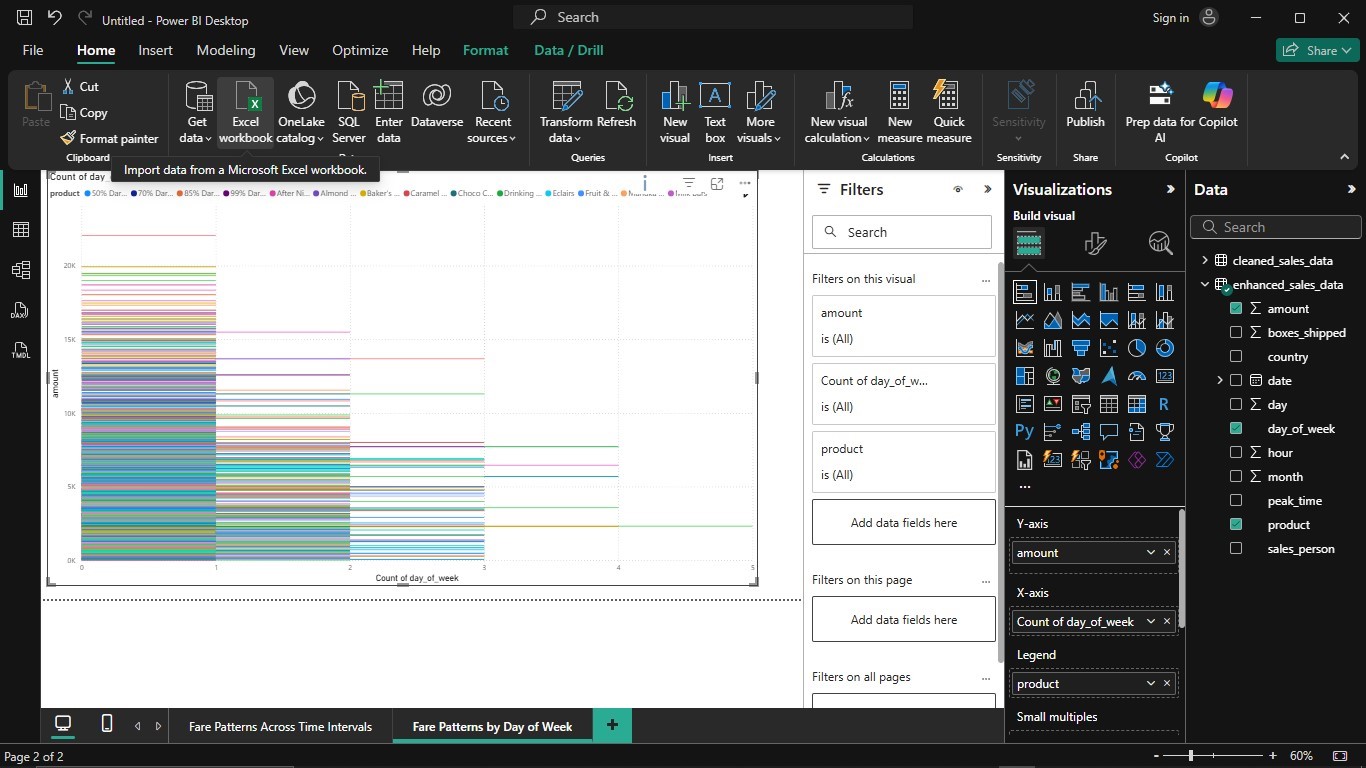 Untitled - Power BI Desktop
Search
Sign in
File
Home
Insert
Modeling
View
Optimize
Help
Format
Data / Drill
Share
Paste
Cut
Copy
Format painter
Clipboard
Get data
Excel workbook
OneLake catalog
SQL Server
Enter data
Dataverse
Recent sources
Transform data
Refresh
Queries
New visual
Text box
More visuals
Insert
New visual calculation
New measure
Quick measure
Calculations
Sensitivity
Sensitivity
Publish
Share
Prep data for AI
Copilot
Copilot
Import data from a Microsoft Excel workbook.
Count of day
product
50% Dar...
70% Dar...
85% Dar...
99% Dar...
After Ni...
Almond ...
Baker's ...
Caramel ...
Choco C...
Drinking ...
Eclairs
Fruit & ...
20K
15K
10K
5K
0K
amount
0
1
2
3
4
5
Count of day_of_week
Filters
Search
Filters on this visual
amount
is (All)
Count of day_of_w...
is (All)
product
is (All)
Add data fields here
Filters on this page
Add data fields here
Filters on all pages
Visualizations
Build visual
123
R
Py
123
Y-axis
amount
X-axis
Count of day_of_week
Legend
product
Small multiples
Data
Search
cleaned_sales_data
enhanced_sales_data
amount
boxes_shipped
country
date
day
day_of_week
hour
month
peak_time
product
sales_person
DAX
TMDL
Fare Patterns Across Time Intervals
Fare Patterns by Day of Week
Page 2 of 2
60%